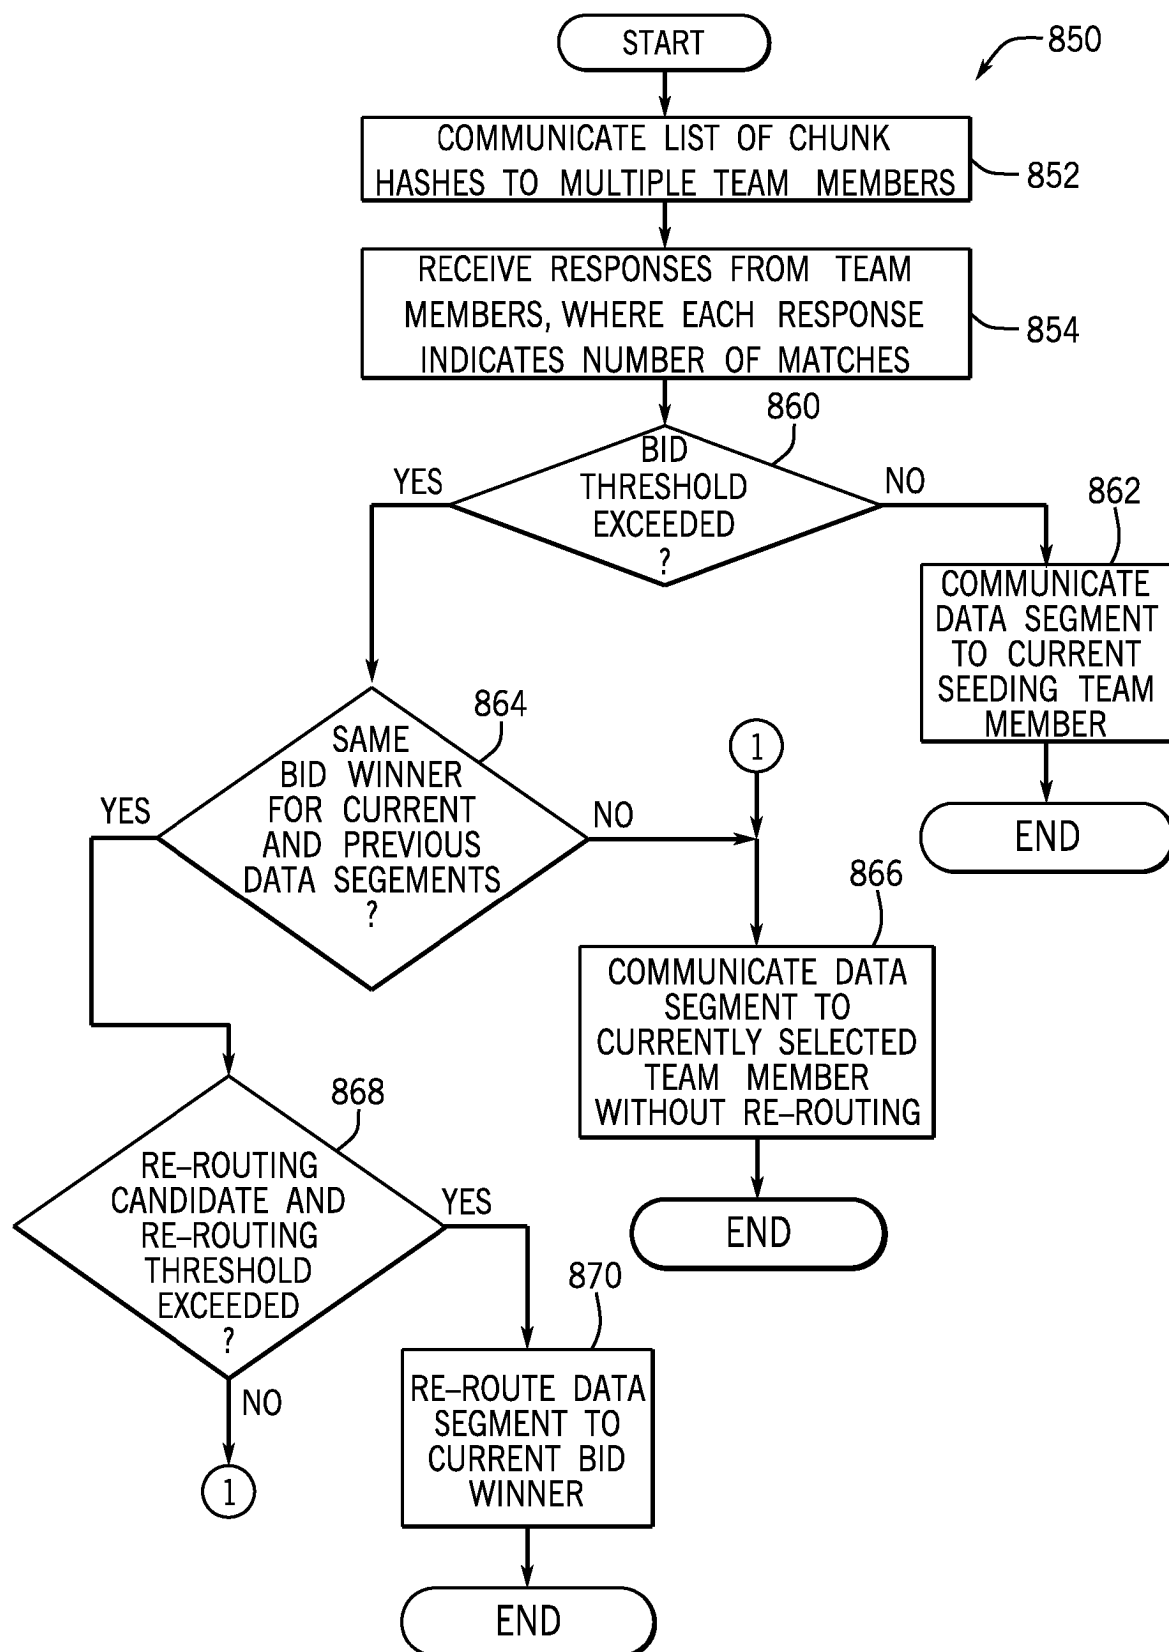 START
850
COMMUNICATE LIST OF CHUNK
HASHES TO MULTIPLE TEAM MEMBERS
852
RECEIVE RESPONSES FROM TEAM
MEMBERS, WHERE EACH RESPONSE
INDICATES NUMBER OF MATCHES
854
860
BID
THRESHOLD
EXCEEDED
?
YES
NO
862
COMMUNICATE
DATA SEGMENT
TO CURRENT
SEEDING TEAM
MEMBER
END
864
SAME
BID WINNER
FOR CURRENT
AND PREVIOUS
DATA SEGEMENTS
?
YES
NO
1
866
COMMUNICATE DATA
SEGMENT TO
CURRENTLY SELECTED
TEAM MEMBER
WITHOUT RE–ROUTING
END
868
RE–ROUTING
CANDIDATE AND
RE–ROUTING
THRESHOLD
EXCEEDED
?
YES
NO
1
870
RE–ROUTE DATA
SEGMENT TO
CURRENT BID
WINNER
END